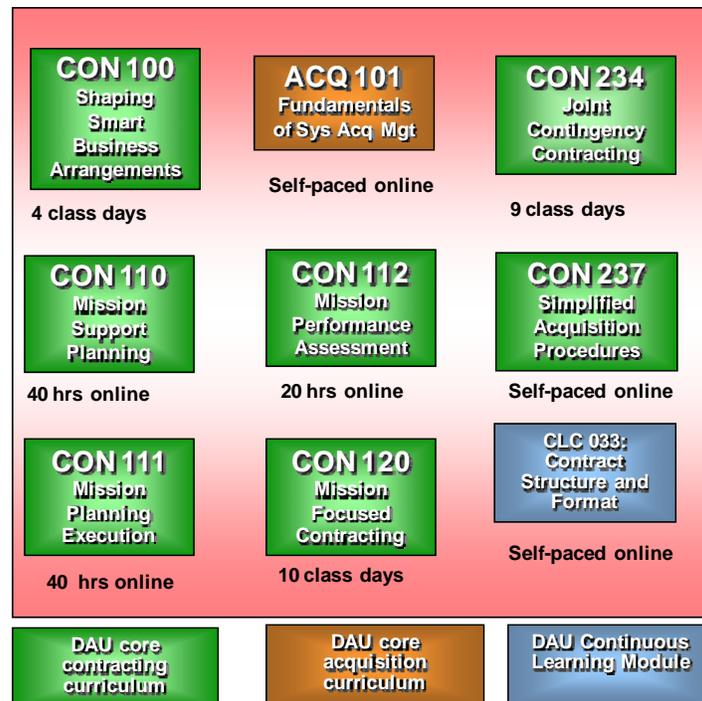 CON 100
Shaping
Smart
Business
Arrangements
4 class days
ACQ 101
Fundamentals
of Sys Acq Mgt
Self-paced online
CON 234
Joint
Contingency
Contracting
9 class days
CON 110
Mission
Support
Planning
40 hrs online
CON 112
Mission
Performance
Assessment
20 hrs online
CON 237
Simplified
Acquisition
Procedures
Self-paced online
CON 111
Mission
Planning
Execution
40 hrs online
CON 120
Mission
Focused
Contracting
10 class days
CLC 033:
Contract
Structure and
Format
Self-paced online
DAU core
contracting
curriculum
DAU core
acquisition
curriculum
DAU Continuous
Learning Module